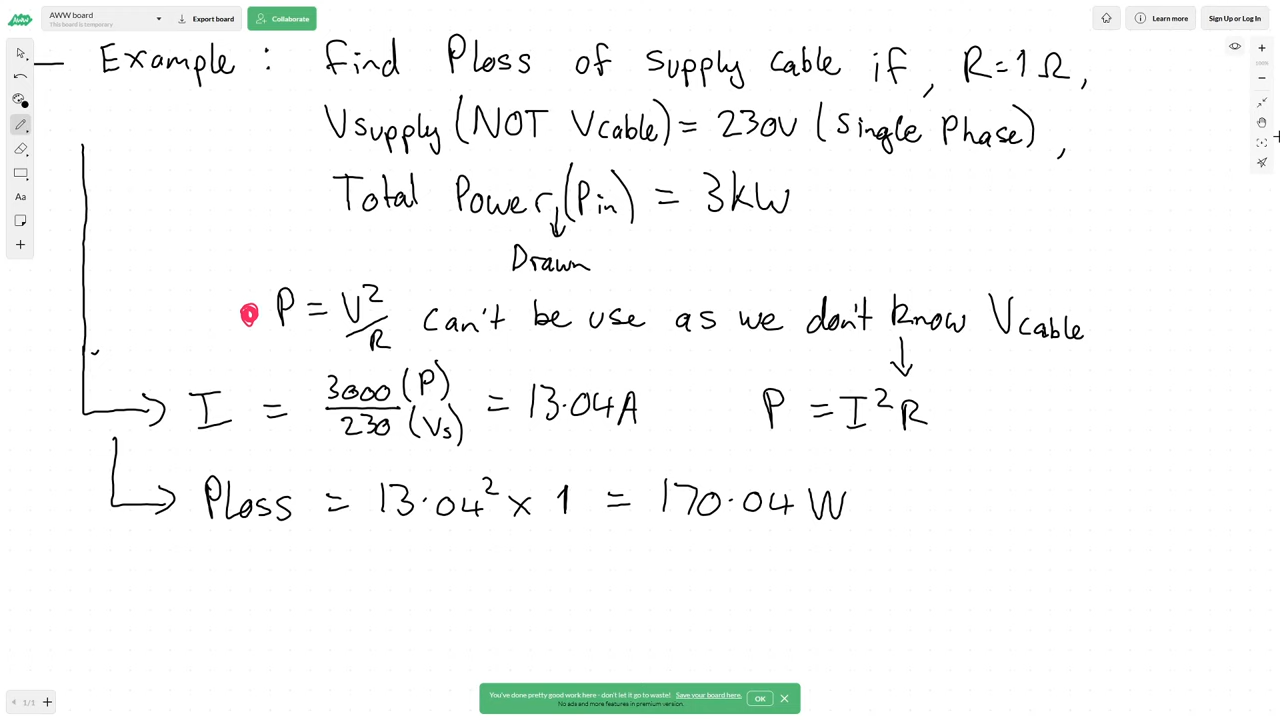 AWW board
This board is temporary
Export board
Collaborate
Learn more
Sign Up or Log In
Example : Find Ploss of supply cable if, R=1Ω,
Vsupply (NOT Vcable) = 230V (Single Phase),
Total Power (Pin) = 3kW
Drawn
P = V²/R can't be use as we don't know Vcable
I = 3000 (P) / 230 (Vs) = 13.04A P = I²R
Ploss = 13.04² x 1 = 170.04 W
Aa
100%
1/1
You've done pretty good work here - don't let it go to waste! Save your board here.
No ads and more features in premium version.
OK